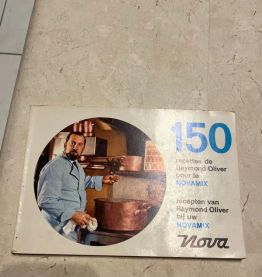 150
recettes de
Raymond Oliver
pour le
NOVAMIX
recepten van
Raymond Oliver
bij uw
NOVAMIX
Nova